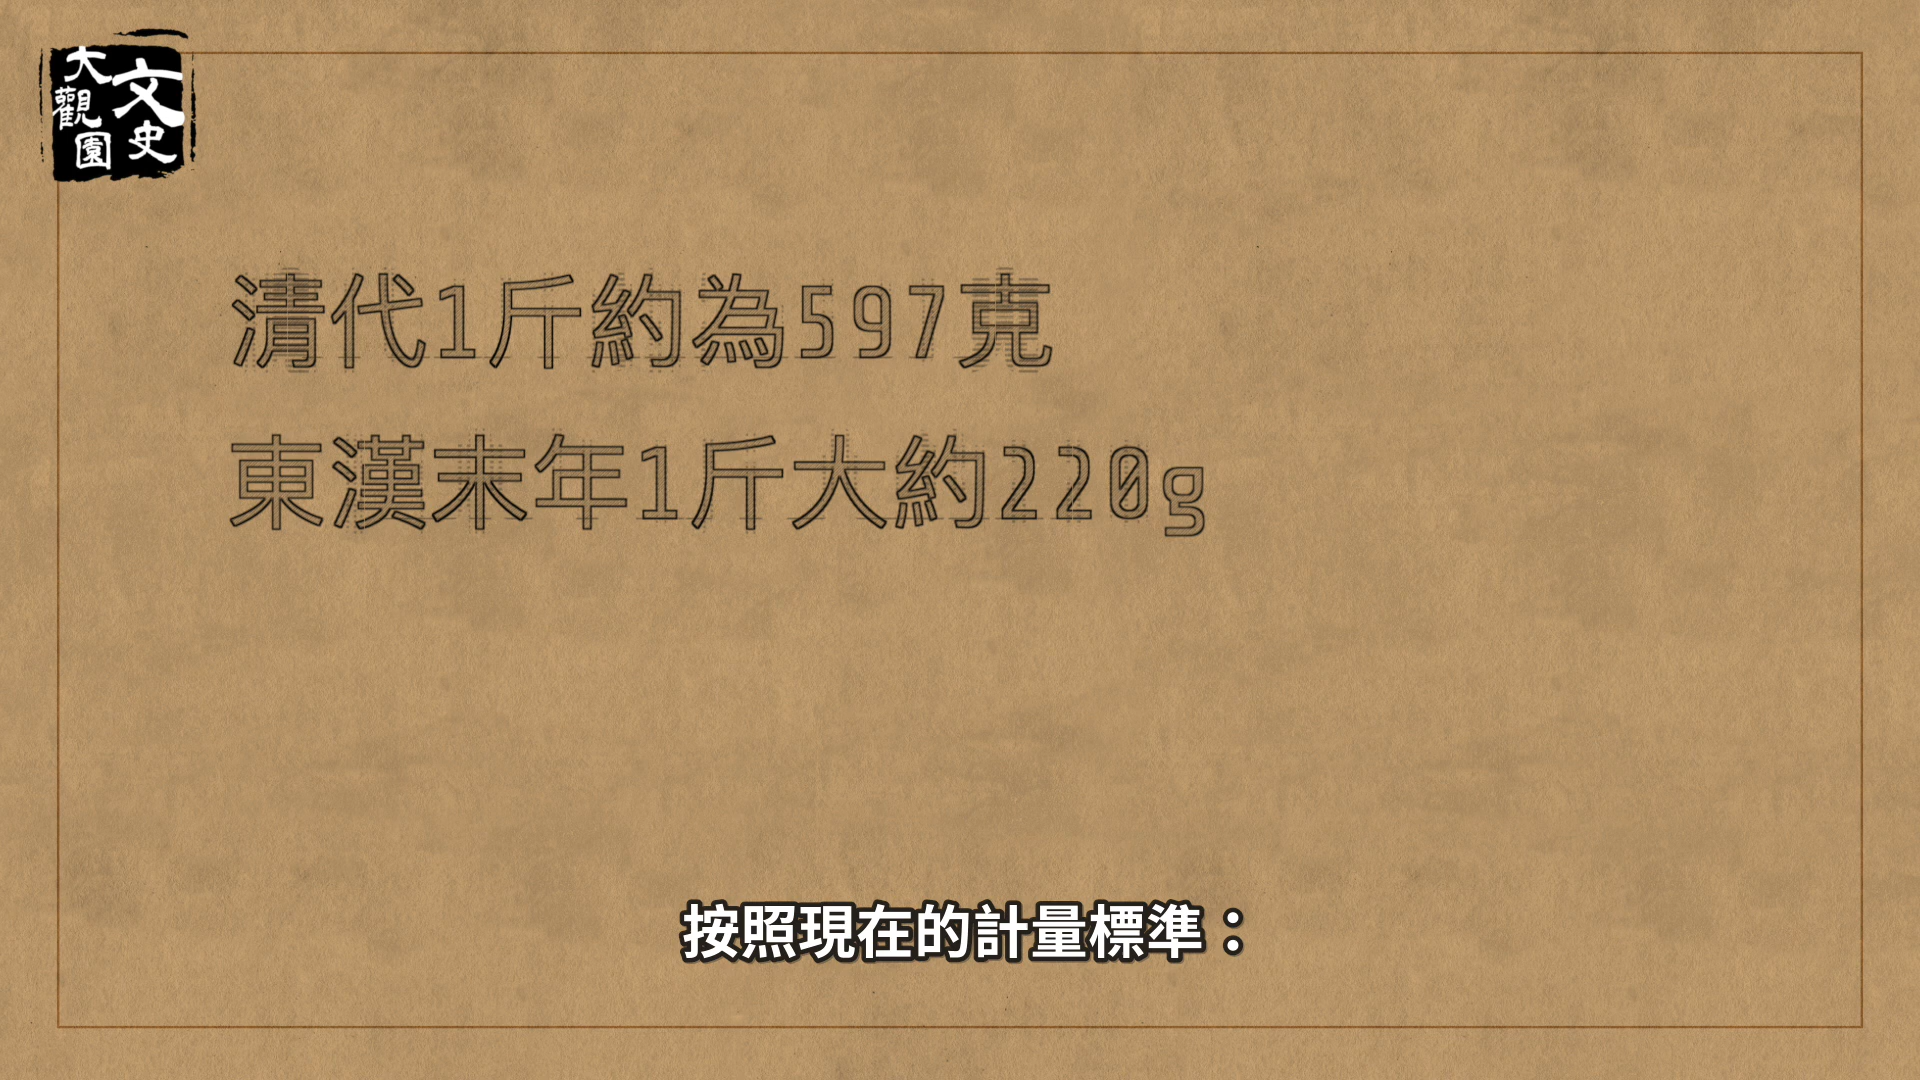 文史
大觀園
清代1斤約為597克
東漢末年1斤大約220g
按照現在的計量標準：